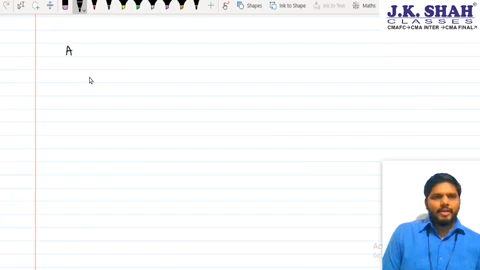 Shapes Ink to Shape Ink to Text Maths
J.K. SHAH
CLASSES
CMAFC→CMA INTER→CMA FINAL↗
A